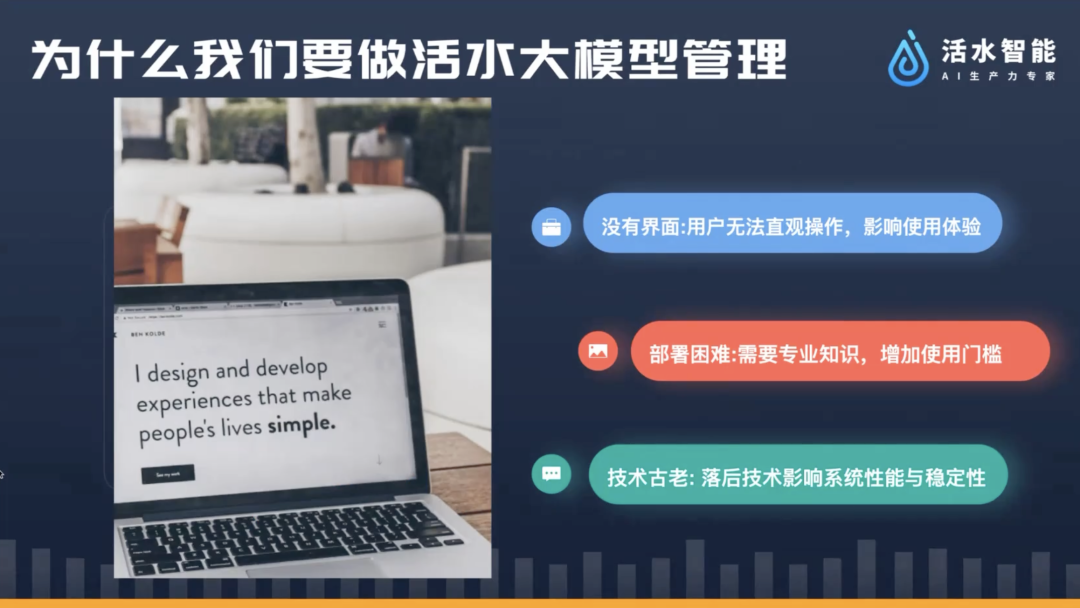 为什么我们要做活水大模型管理
活水智能
AI生产力专家
没有界面:用户无法直观操作，影响使用体验
部署困难:需要专业知识，增加使用门槛
技术古老: 落后技术影响系统性能与稳定性
BEN KOLDE
I design and develop
experiences that make
people's lives simple.
See my work